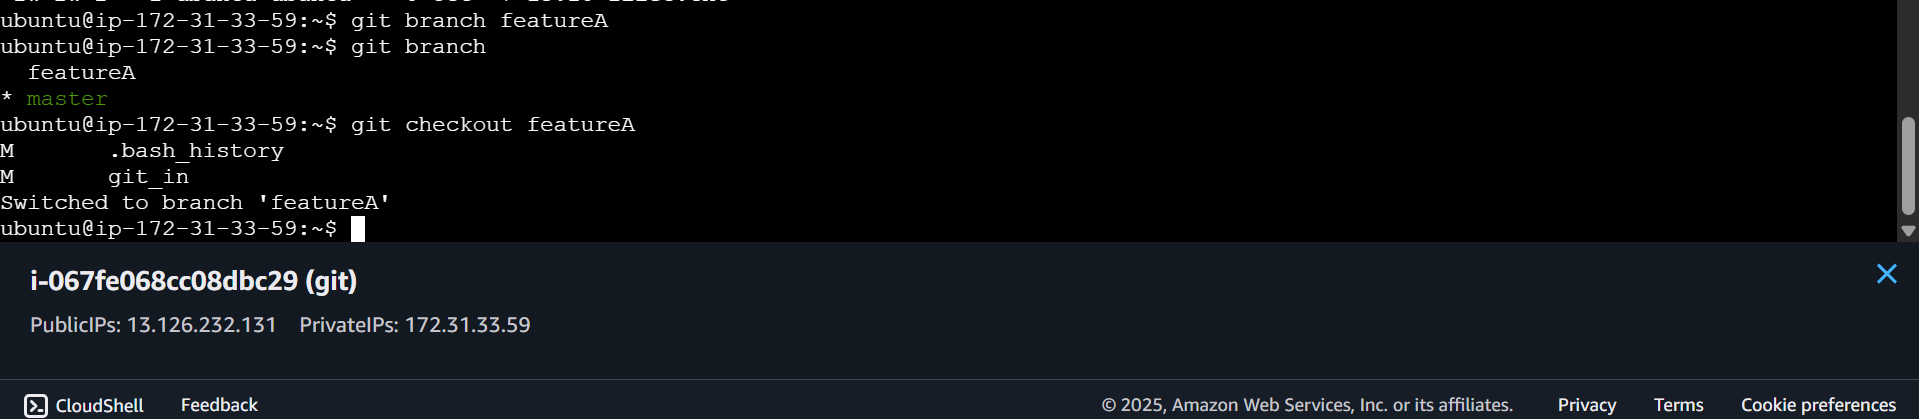 ubuntu@ip-172-31-33-59:~$ git branch featureA
ubuntu@ip-172-31-33-59:~$ git branch
  featureA
* master
ubuntu@ip-172-31-33-59:~$ git checkout featureA
M       .bash_history
M       git_in
Switched to branch 'featureA'
ubuntu@ip-172-31-33-59:~$
i-067fe068cc08dbc29 (git)
PublicIPs: 13.126.232.131 PrivateIPs: 172.31.33.59
CloudShell Feedback © 2025, Amazon Web Services, Inc. or its affiliates. Privacy Terms Cookie preferences